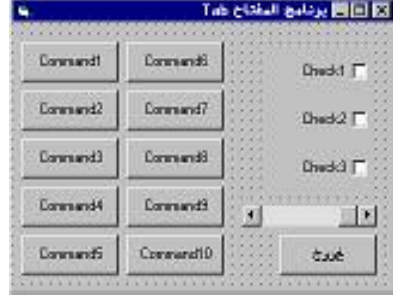 برنامج المفتاح Tab
Command1 Command6 Check1
Command2 Command7 Check2
Command3 Command8 Check3
Command4 Command9
Command5 Command10